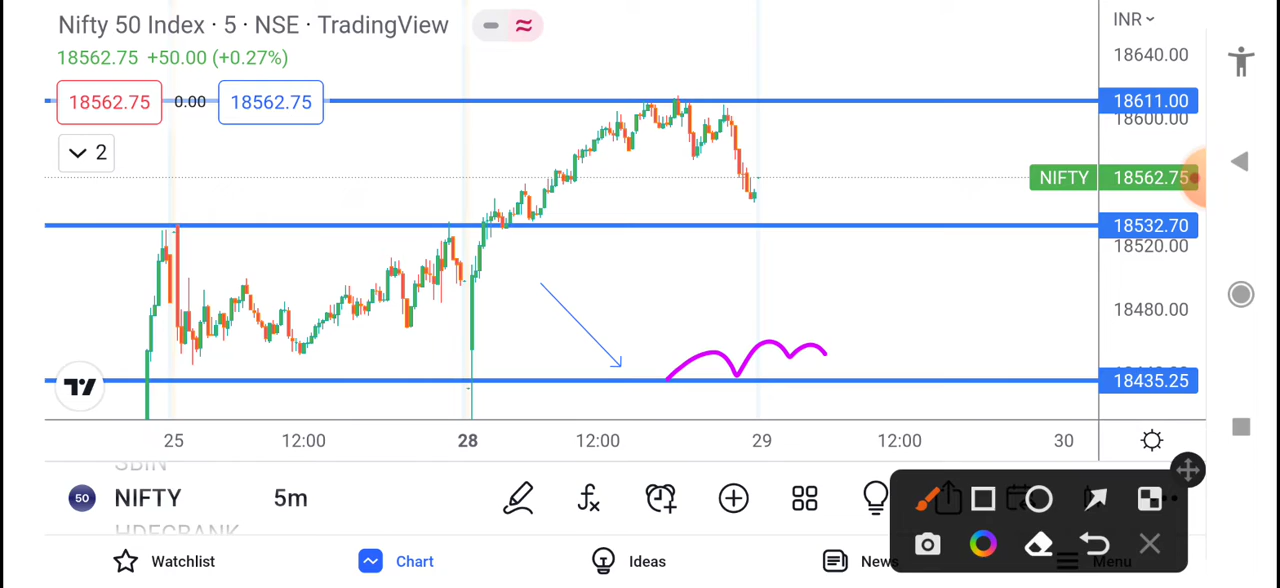 Nifty 50 Index · 5 · NSE · TradingView
INR
18562.75 +50.00 (+0.27%)
18640.00
18562.75 0.00 18562.75
18611.00
18600.00
2
NIFTY 18562.75
18532.70
18520.00
18480.00
18435.25
25 12:00 28 12:00 29 12:00 30
SBIN
50 NIFTY 5m
HDFCBANK
Watchlist Chart Ideas News Menu